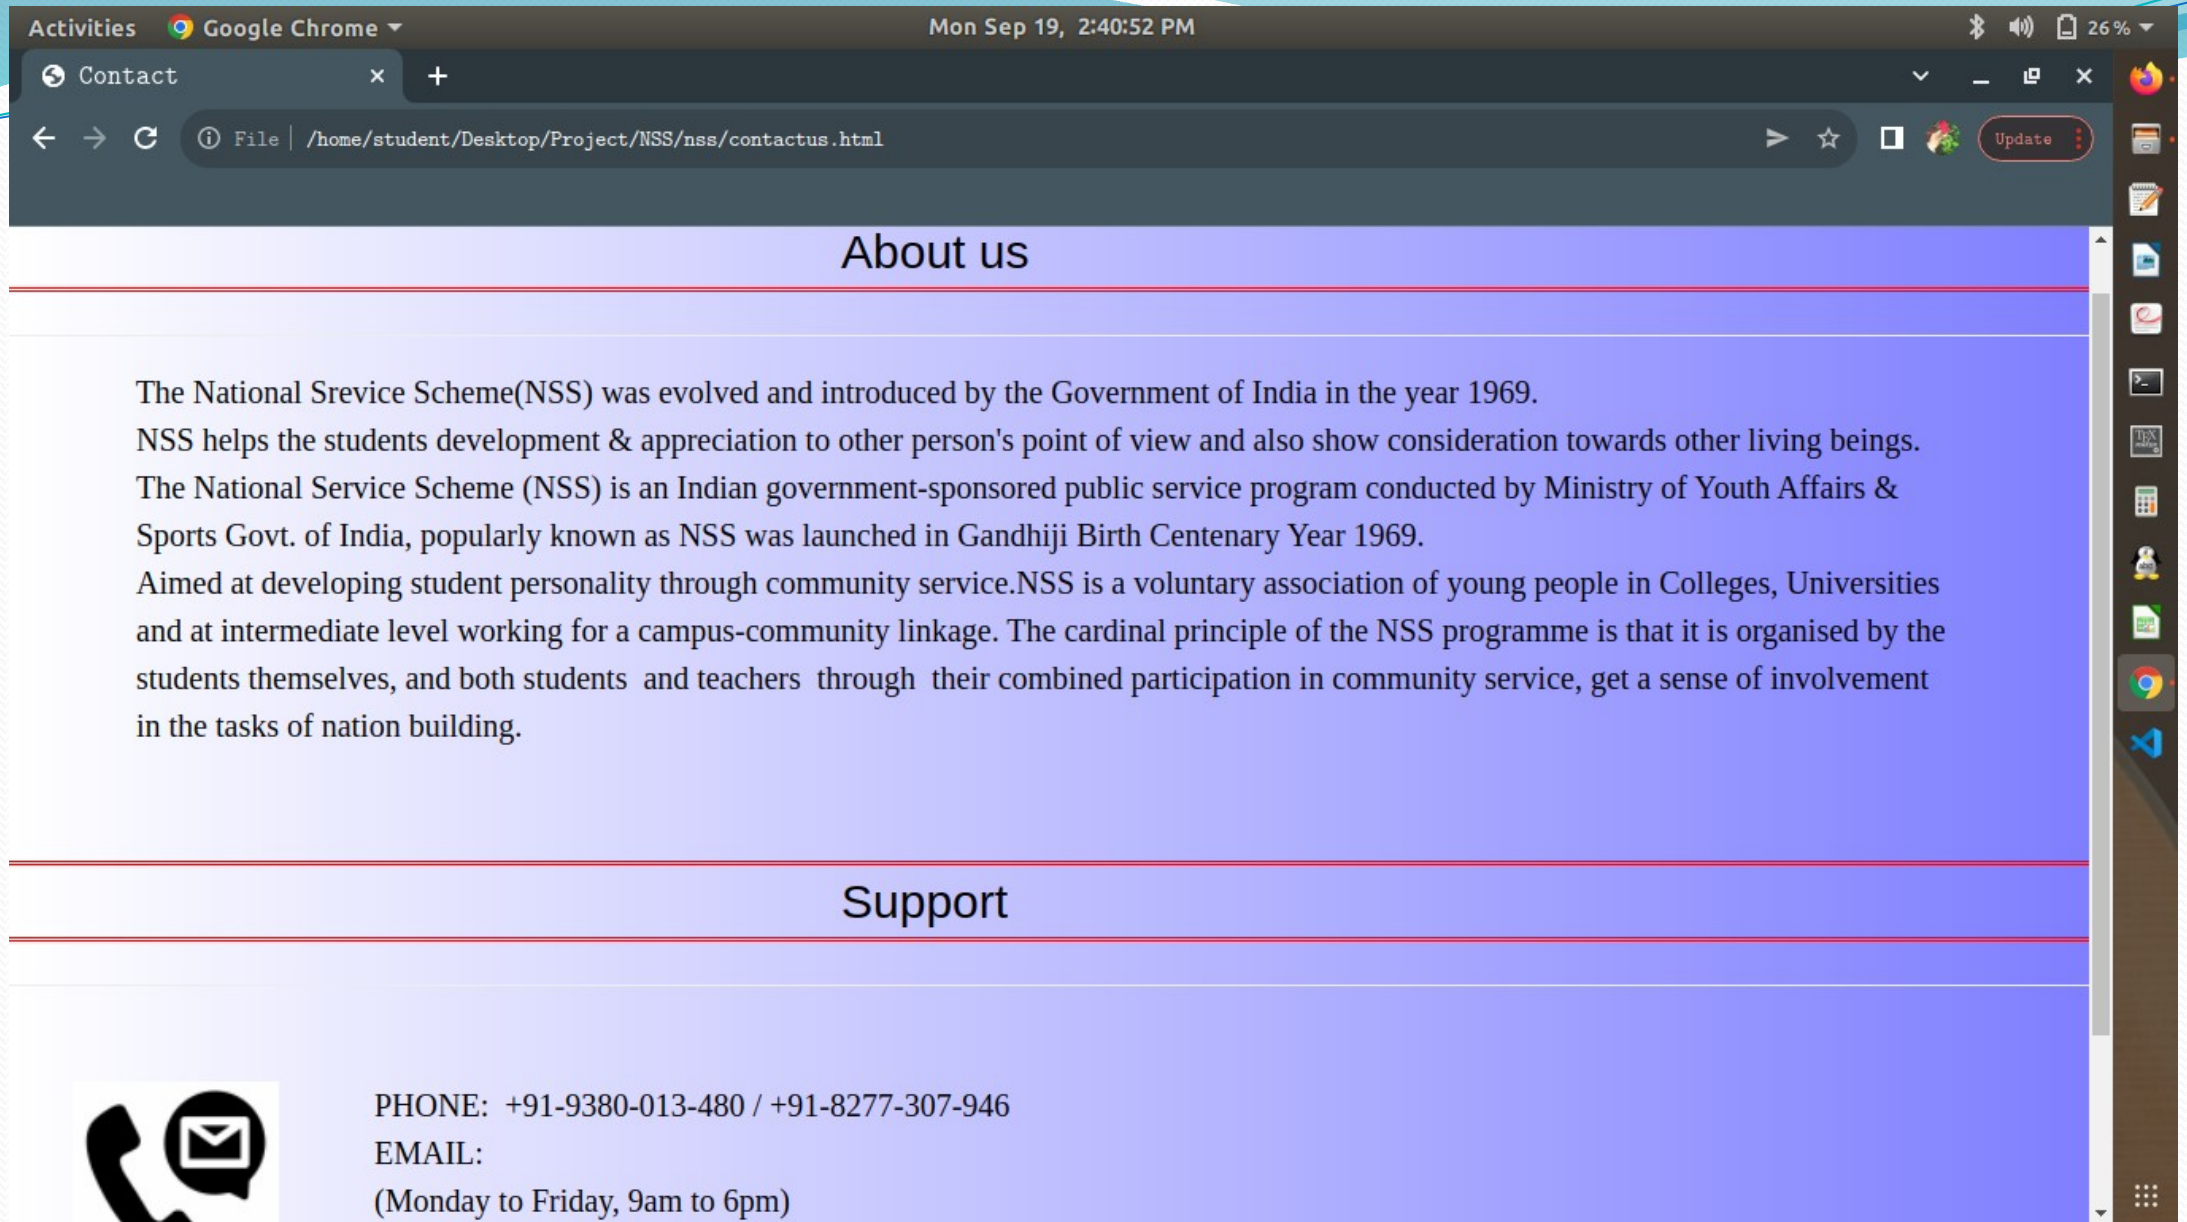 Activities Google Chrome Mon Sep 19, 2:40:52 PM 26%
Contact
File /home/student/Desktop/Project/NSS/nss/contactus.html Update
About us
The National Srevice Scheme(NSS) was evolved and introduced by the Government of India in the year 1969.
NSS helps the students development & appreciation to other person's point of view and also show consideration towards other living beings.
The National Service Scheme (NSS) is an Indian government-sponsored public service program conducted by Ministry of Youth Affairs &
Sports Govt. of India, popularly known as NSS was launched in Gandhiji Birth Centenary Year 1969.
Aimed at developing student personality through community service.NSS is a voluntary association of young people in Colleges, Universities
and at intermediate level working for a campus-community linkage. The cardinal principle of the NSS programme is that it is organised by the
students themselves, and both students and teachers through their combined participation in community service, get a sense of involvement
in the tasks of nation building.
Support
PHONE: +91-9380-013-480 / +91-8277-307-946
EMAIL:
(Monday to Friday, 9am to 6pm)